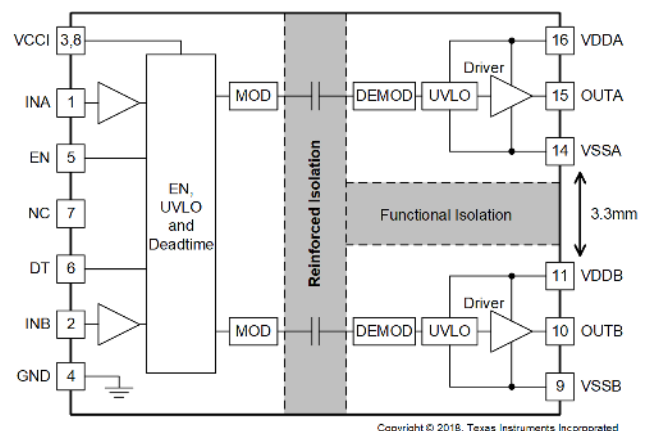 VCCI 3,8
INA 1
EN 5
NC 7
DT 6
INB 2
GND 4
EN,
UVLO
and
Deadtime
MOD
MOD
Reinforced Isolation
DEMOD
UVLO
Driver
16 VDDA
15 OUTA
14 VSSA
Functional Isolation
3.3mm
DEMOD
UVLO
Driver
11 VDDB
10 OUTB
9 VSSB
Copyright © 2018, Texas Instruments Incorporated